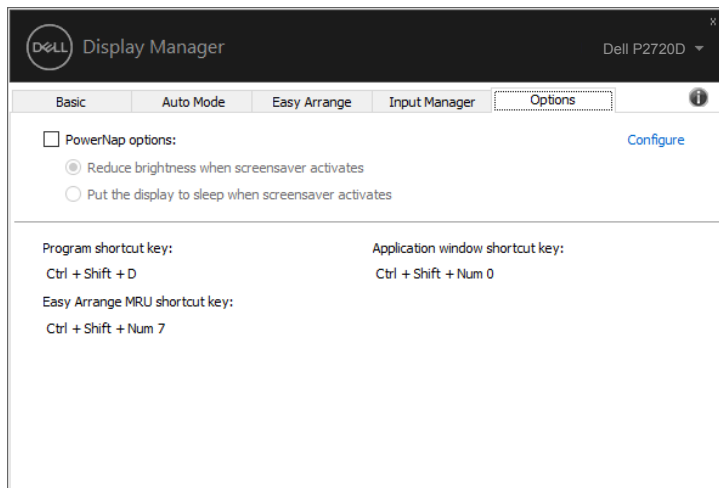 x
DELL Display Manager Dell P2720D
Basic Auto Mode Easy Arrange Input Manager Options i
PowerNap options: Configure
Reduce brightness when screensaver activates
Put the display to sleep when screensaver activates
Program shortcut key: Application window shortcut key:
Ctrl + Shift + D Ctrl + Shift + Num 0
Easy Arrange MRU shortcut key:
Ctrl + Shift + Num 7